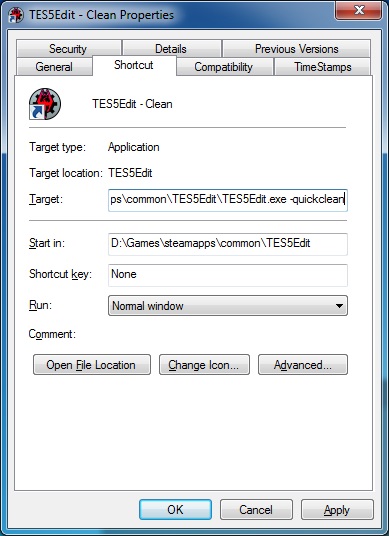 TES5Edit - Clean Properties
Security Details Previous Versions
General Shortcut Compatibility TimeStamps
TES5Edit - Clean
Target type: Application
Target location: TES5Edit
Target: ps\common\TES5Edit\TES5Edit.exe -quickclean
Start in: D:\Games\steamapps\common\TES5Edit
Shortcut key: None
Run: Normal window
Comment:
Open File Location Change Icon... Advanced...
OK Cancel Apply